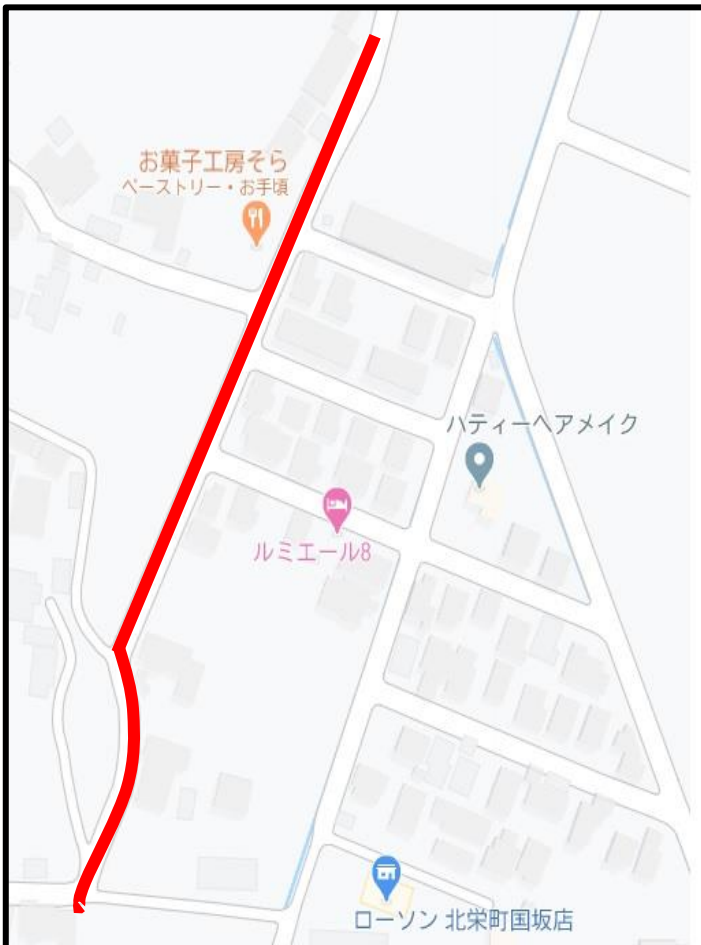 お菓子工房そら
ペーストリー・お手頃
ハティーヘアメイク
ルミエール8
ローソン 北栄町国坂店